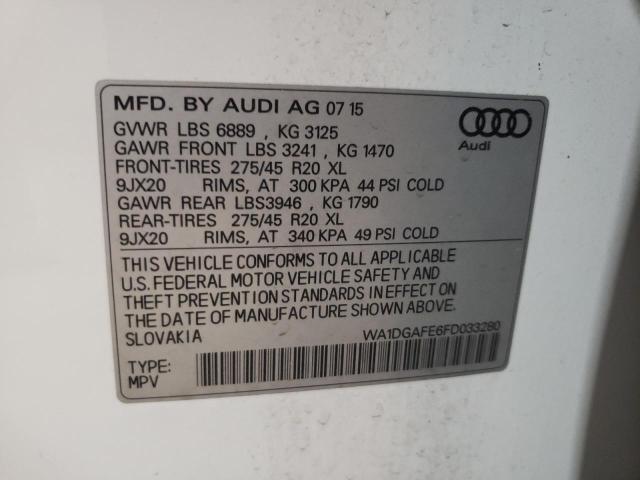 MFD. BY AUDI AG 07 15
GVWR LBS 6889 , KG 3125
GAWR FRONT LBS 3241 , KG 1470
FRONT-TIRES 275/45 R20 XL
9JX20 RIMS, AT 300 KPA 44 PSI COLD
GAWR REAR LBS3946 , KG 1790
REAR-TIRES 275/45 R20 XL
9JX20 RIMS, AT 340 KPA 49 PSI COLD
Audi
THIS VEHICLE CONFORMS TO ALL APPLICABLE
U.S. FEDERAL MOTOR VEHICLE SAFETY AND
THEFT PREVENTION STANDARDS IN EFFECT ON
THE DATE OF MANUFACTURE SHOWN ABOVE.
SLOVAKIA
WA1DGAFE6FD033280
TYPE:
MPV